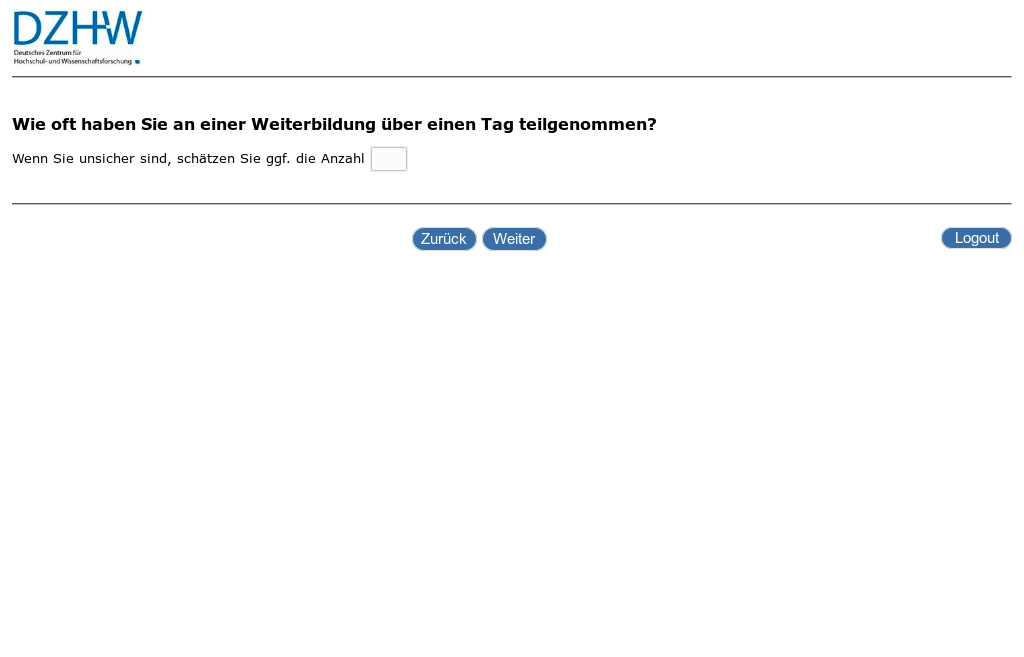 DZHW
Deutsches Zentrum für
Hochschul- und Wissenschaftsforschung
Wie oft haben Sie an einer Weiterbildung über einen Tag teilgenommen?
Wenn Sie unsicher sind, schätzen Sie ggf. die Anzahl
Zurück Weiter Logout